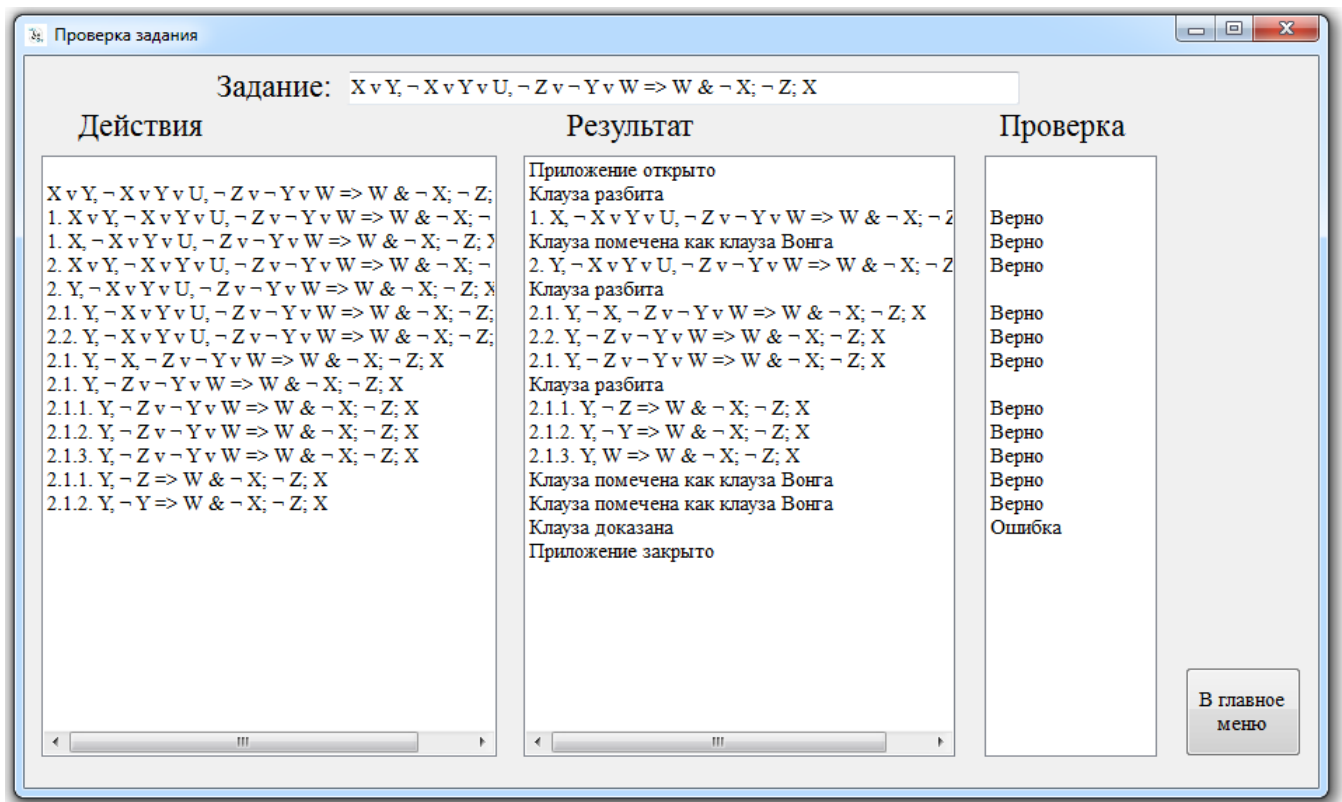 Проверка задания
Задание: X v Y, ¬ X v Y v U, ¬ Z v ¬ Y v W => W & ¬ X; ¬ Z; X
Действия
X v Y, ¬ X v Y v U, ¬ Z v ¬ Y v W => W & ¬ X; ¬ Z;
1. X v Y, ¬ X v Y v U, ¬ Z v ¬ Y v W => W & ¬ X; ¬
1. X, ¬ X v Y v U, ¬ Z v ¬ Y v W => W & ¬ X; ¬ Z; X
2. X v Y, ¬ X v Y v U, ¬ Z v ¬ Y v W => W & ¬ X; ¬
2. Y, ¬ X v Y v U, ¬ Z v ¬ Y v W => W & ¬ X; ¬ Z; X
2.1. Y, ¬ X v Y v U, ¬ Z v ¬ Y v W => W & ¬ X; ¬ Z;
2.2. Y, ¬ X v Y v U, ¬ Z v ¬ Y v W => W & ¬ X; ¬ Z;
2.1. Y, ¬ X, ¬ Z v ¬ Y v W => W & ¬ X; ¬ Z; X
2.1. Y, ¬ Z v ¬ Y v W => W & ¬ X; ¬ Z; X
2.1.1. Y, ¬ Z v ¬ Y v W => W & ¬ X; ¬ Z; X
2.1.2. Y, ¬ Z v ¬ Y v W => W & ¬ X; ¬ Z; X
2.1.3. Y, ¬ Z v ¬ Y v W => W & ¬ X; ¬ Z; X
2.1.1. Y, ¬ Z => W & ¬ X; ¬ Z; X
2.1.2. Y, ¬ Y => W & ¬ X; ¬ Z; X
Результат
Приложение открыто
Клауза разбита
1. X, ¬ X v Y v U, ¬ Z v ¬ Y v W => W & ¬ X; ¬ Z
Клауза помечена как клауза Вонга
2. Y, ¬ X v Y v U, ¬ Z v ¬ Y v W => W & ¬ X; ¬ Z
Клауза разбита
2.1. Y, ¬ X, ¬ Z v ¬ Y v W => W & ¬ X; ¬ Z; X
2.2. Y, ¬ Z v ¬ Y v W => W & ¬ X; ¬ Z; X
2.1. Y, ¬ Z v ¬ Y v W => W & ¬ X; ¬ Z; X
Клауза разбита
2.1.1. Y, ¬ Z => W & ¬ X; ¬ Z; X
2.1.2. Y, ¬ Y => W & ¬ X; ¬ Z; X
2.1.3. Y, W => W & ¬ X; ¬ Z; X
Клауза помечена как клауза Вонга
Клауза помечена как клауза Вонга
Клауза доказана
Приложение закрыто
Проверка
Верно
Верно
Верно
Верно
Верно
Верно
Верно
Верно
Верно
Верно
Верно
Ошибка
В главное
меню